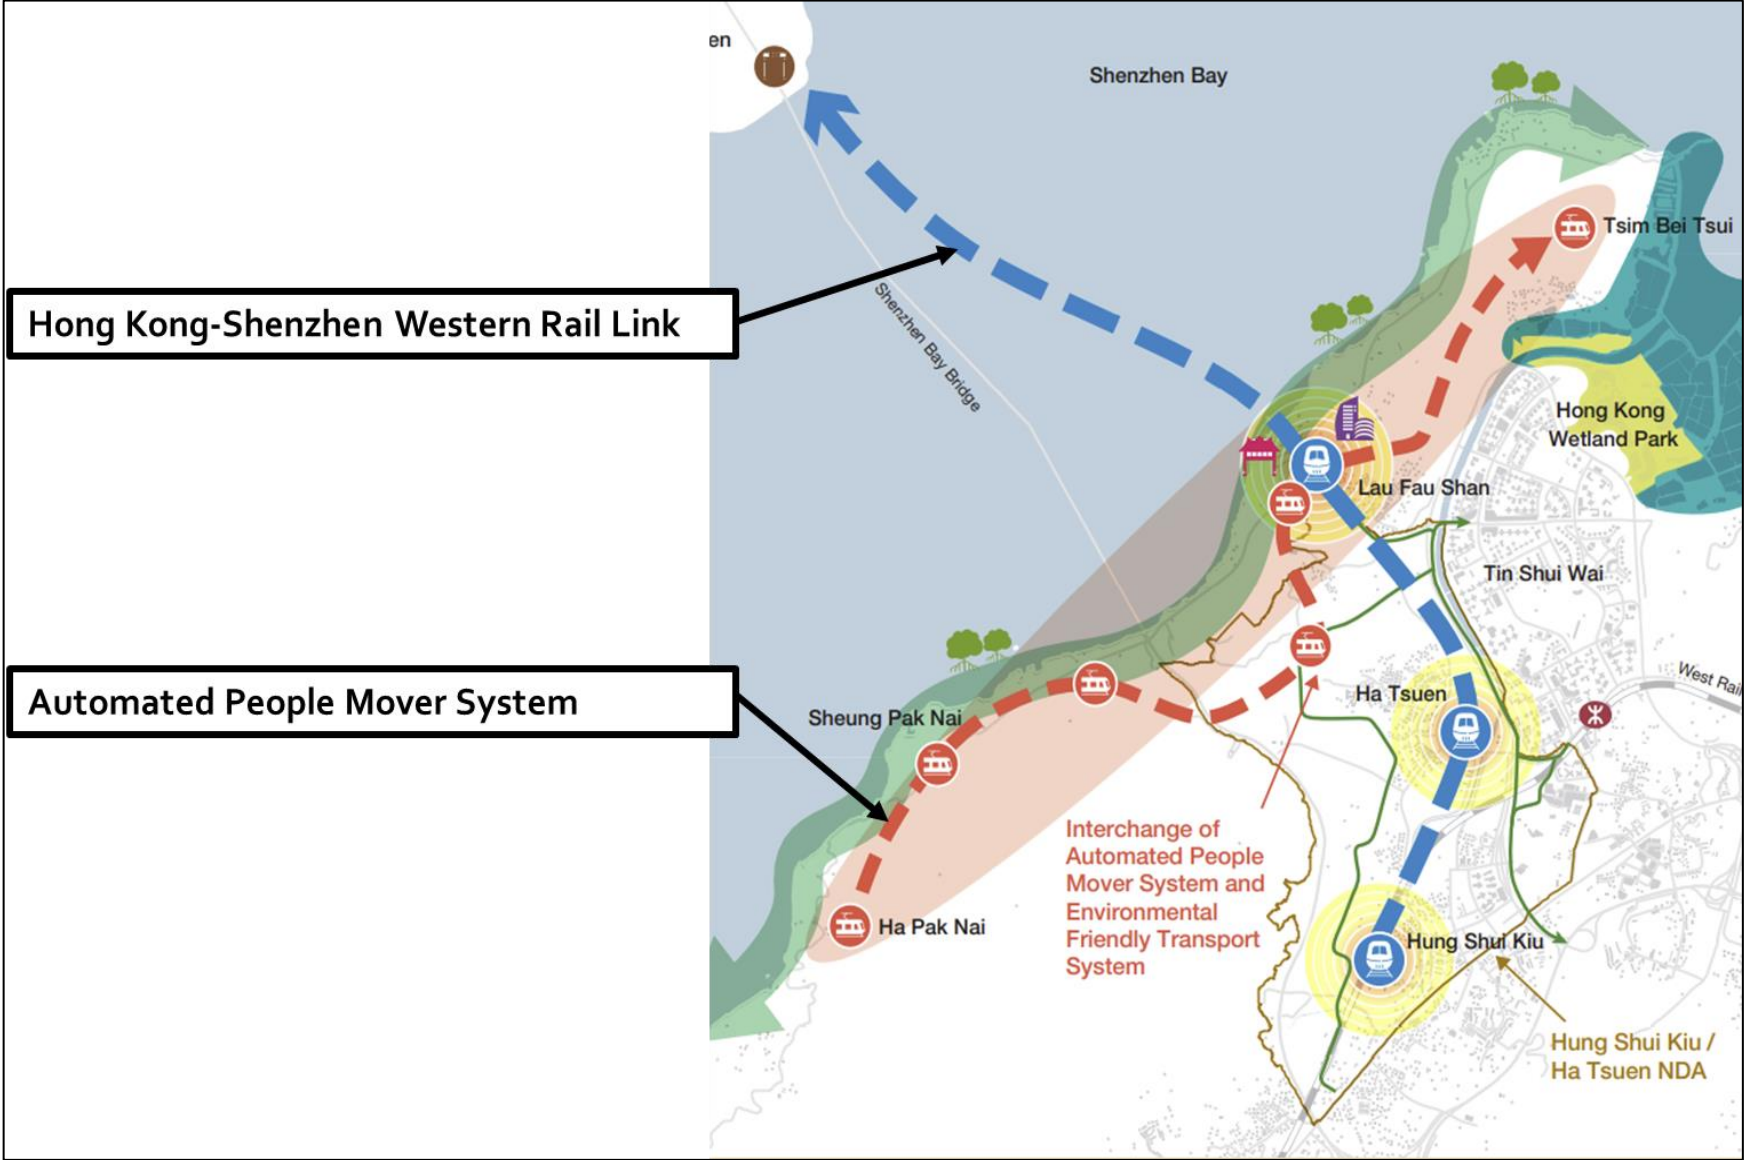 en
Shenzhen Bay
Tsim Bei Tsui
Hong Kong-Shenzhen Western Rail Link
Shenzhen Bay Bridge
Hong Kong
Wetland Park
Lau Fau Shan
Tin Shui Wai
West Rail
Ha Tsuen
Automated People Mover System
Sheung Pak Nai
Interchange of
Automated People
Mover System and
Environmental
Friendly Transport
System
Ha Pak Nai
Hung Shui Kiu
Hung Shui Kiu /
Ha Tsuen NDA